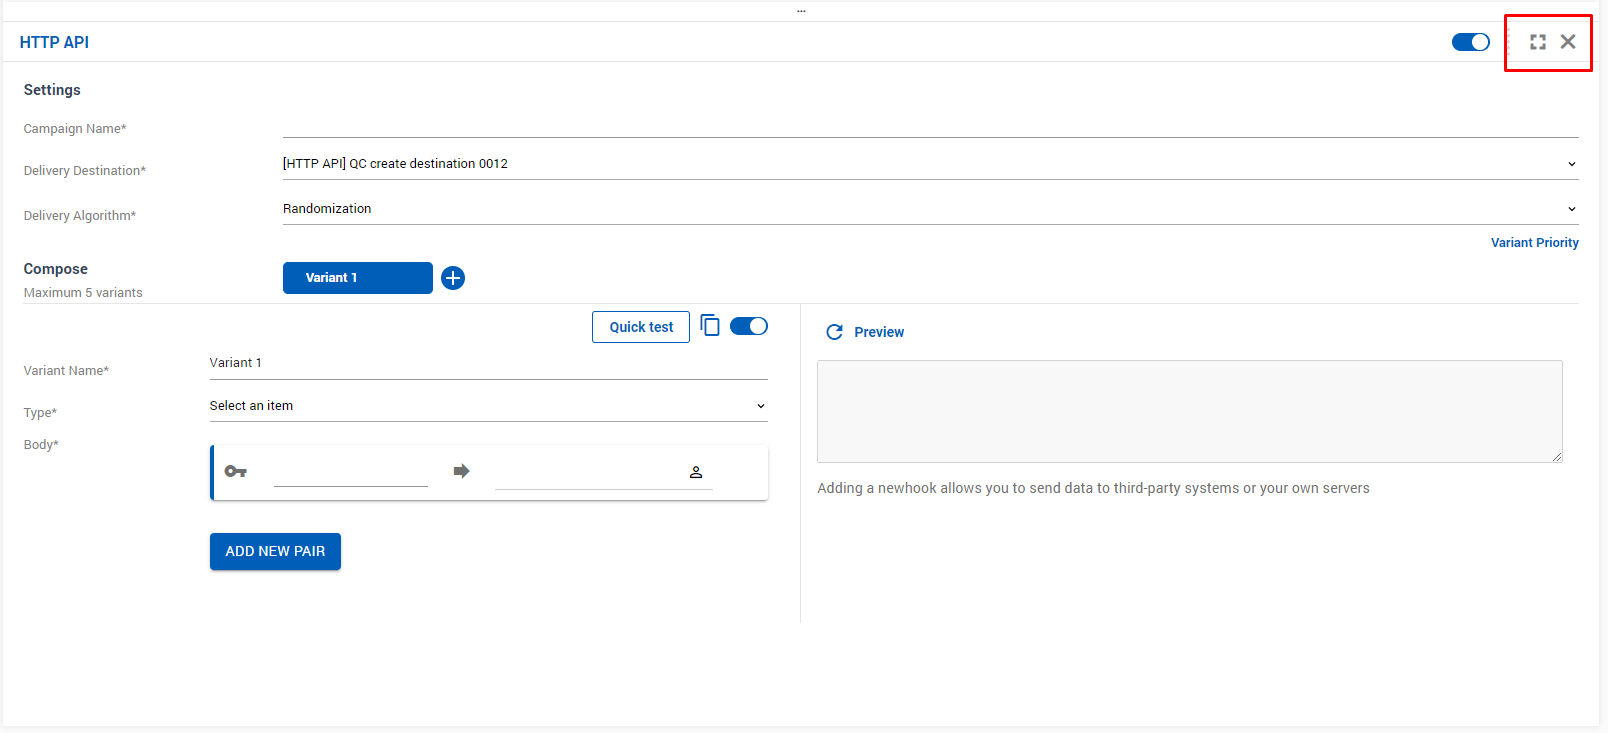 ...
HTTP API
Settings
Campaign Name*
Delivery Destination*
[HTTP API] QC create destination 0012
Delivery Algorithm*
Randomization
Variant Priority
Compose
Maximum 5 variants
Variant 1
Quick test
Variant Name*
Variant 1
Type*
Select an item
Body*
ADD NEW PAIR
Preview
Adding a newhook allows you to send data to third-party systems or your own servers